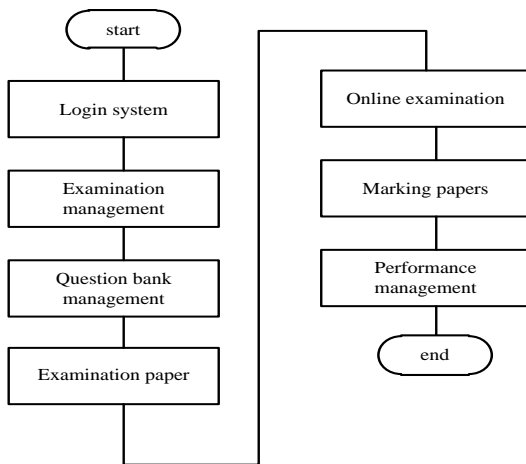 start
Login system
Examination
management
Question bank
management
Examination paper
Online examination
Marking papers
Performance
management
end